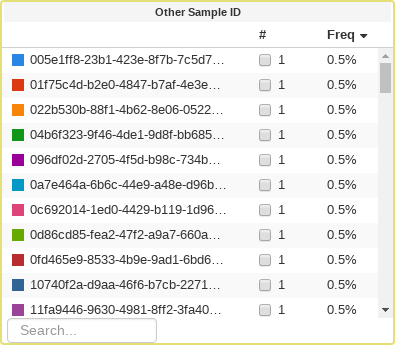 Other Sample ID
# Freq
005e1ff8-23b1-423e-8f7b-7c5d7… 1 0.5%
01f75c4d-b2e0-4847-b7af-4e3e… 1 0.5%
022b530b-88f1-4b62-8e06-0522… 1 0.5%
04b6f323-9f46-4de1-9d8f-bb685… 1 0.5%
096df02d-2705-4f5d-b98c-734b… 1 0.5%
0a7e464a-6b6c-44e9-a48e-d96b… 1 0.5%
0c692014-1ed0-4429-b119-1d96… 1 0.5%
0d86cd85-fea2-47f2-a9a7-660a… 1 0.5%
0fd465e9-8533-4b9e-9ad1-6bd6… 1 0.5%
10740f2a-d9aa-46f6-b7cb-2271… 1 0.5%
11fa9446-9630-4981-8ff2-3fa40… 1 0.5%
Search...